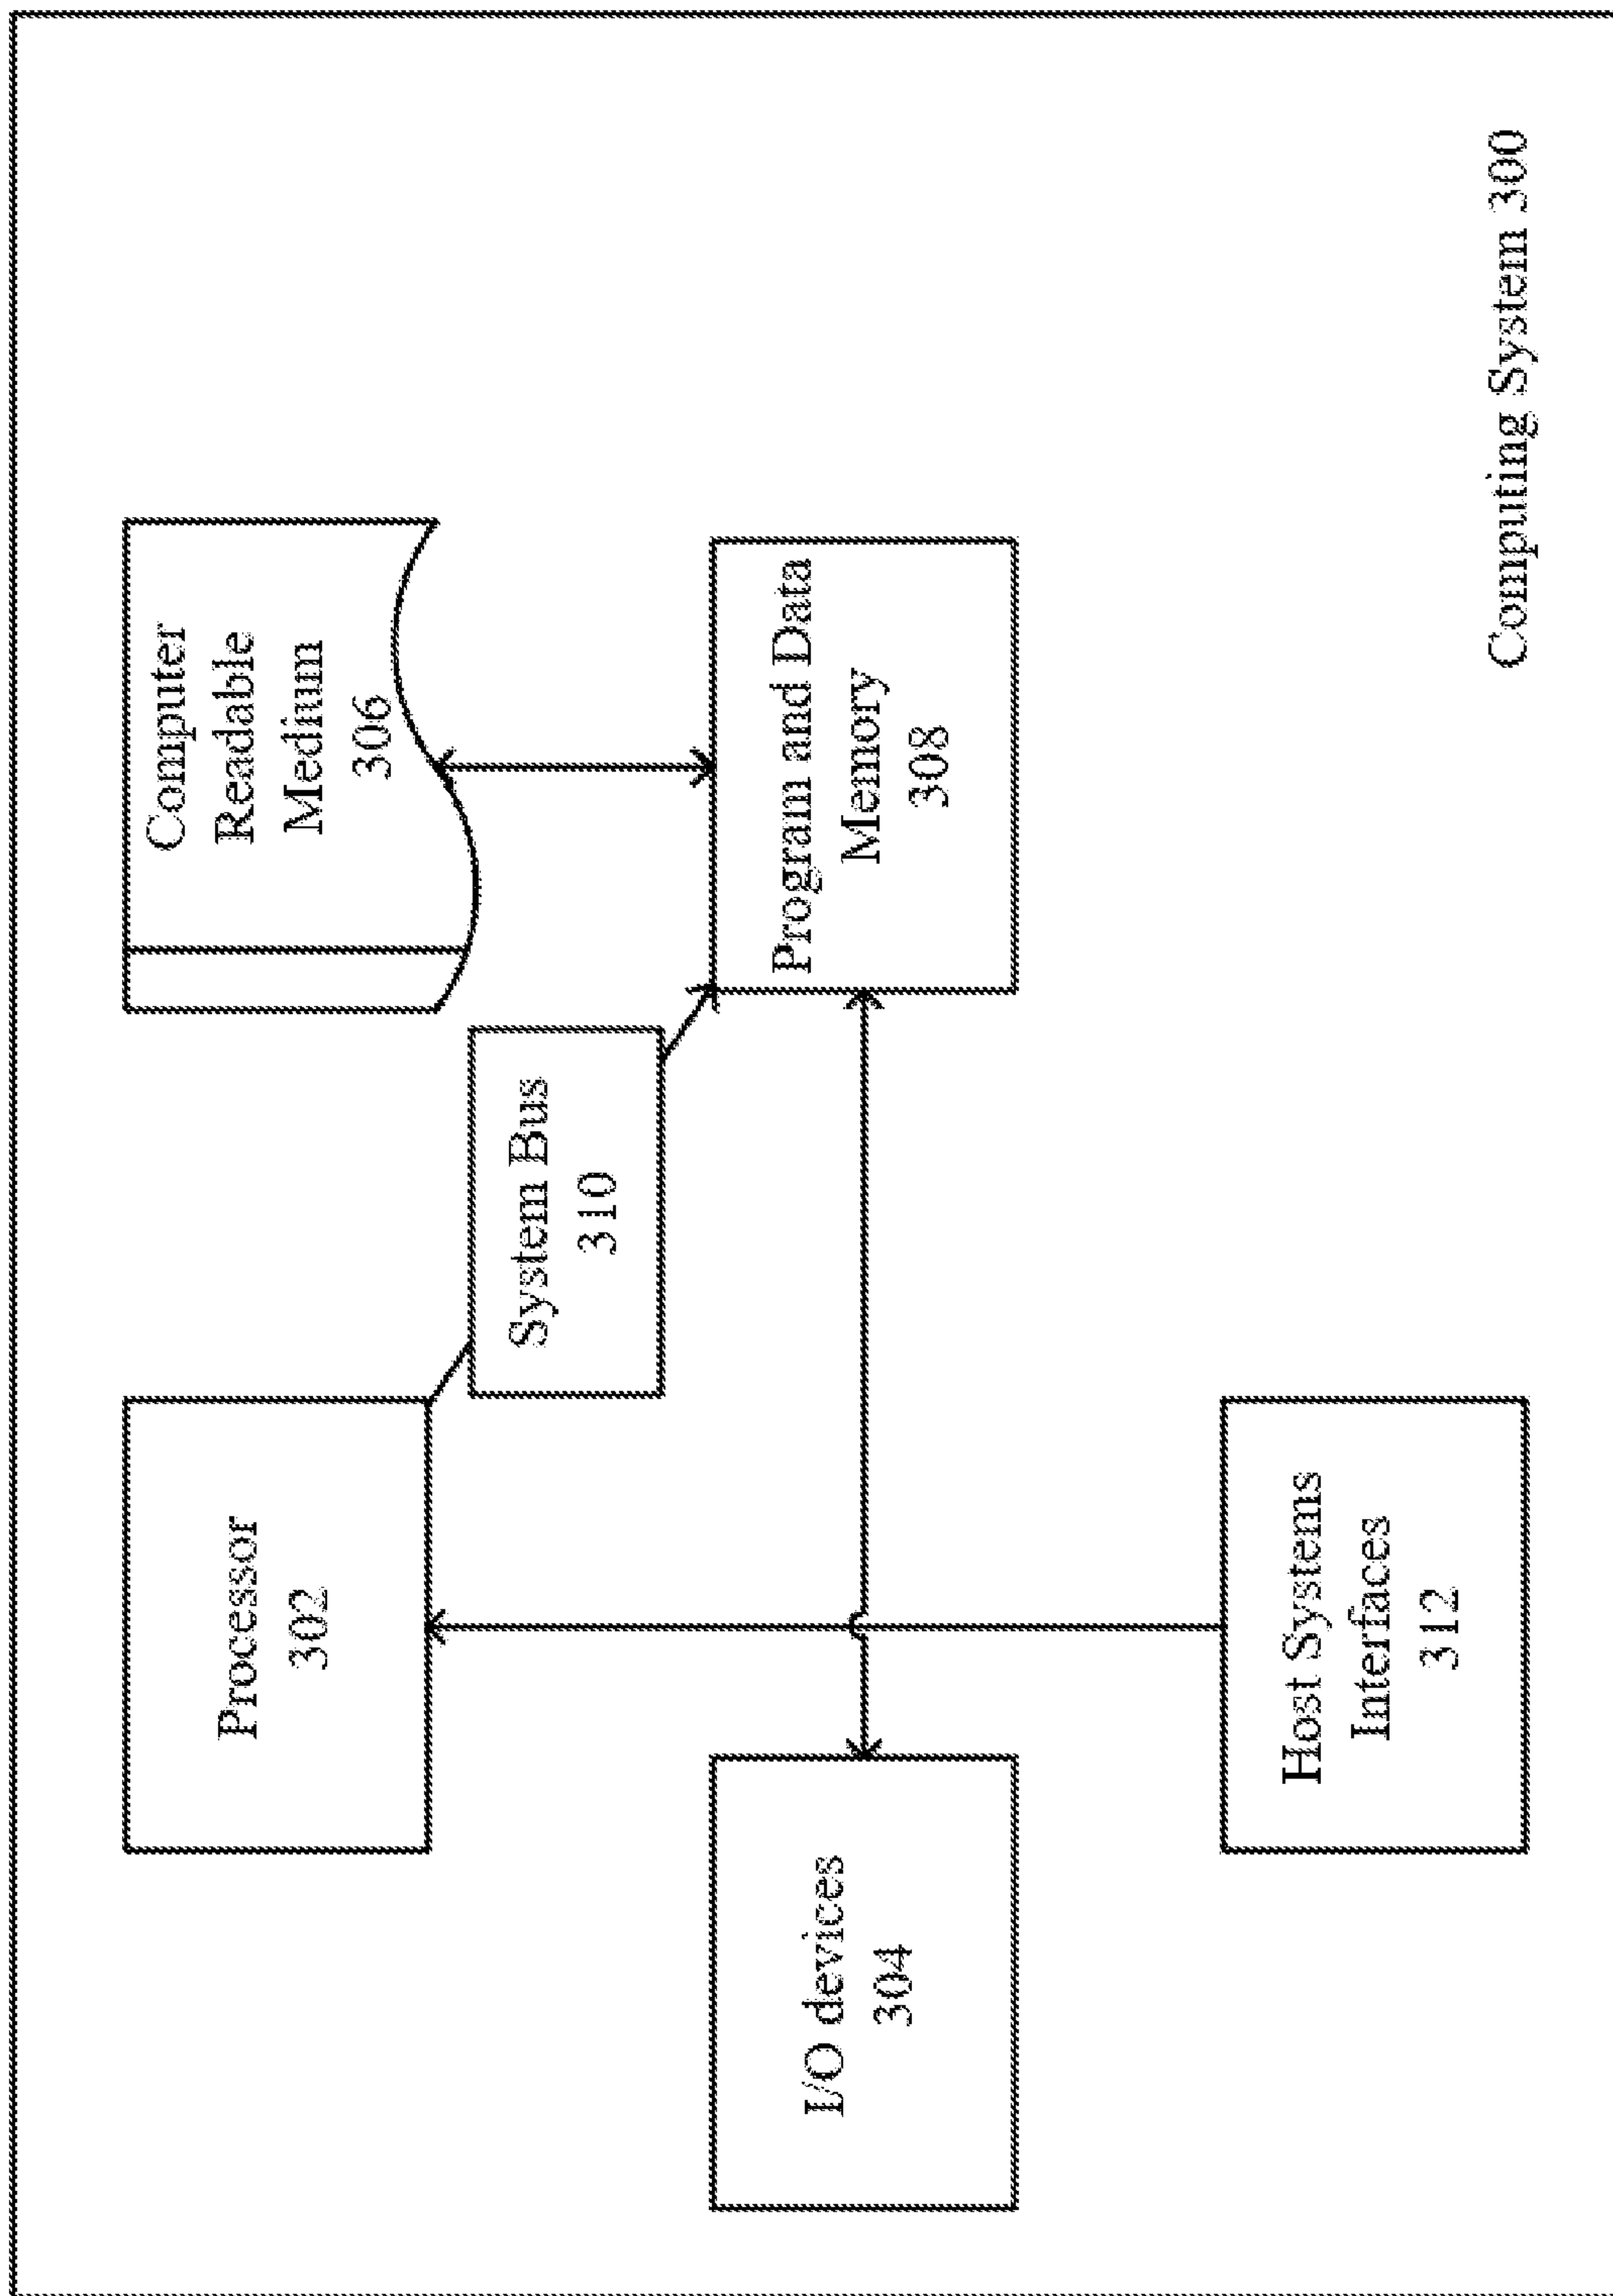 Processor
302
Computer
Readable
Medium
306
System Bus
310
I/O devices
304
Program and Data
Memory
308
Host Systems
Interfaces
312
Computing System 300